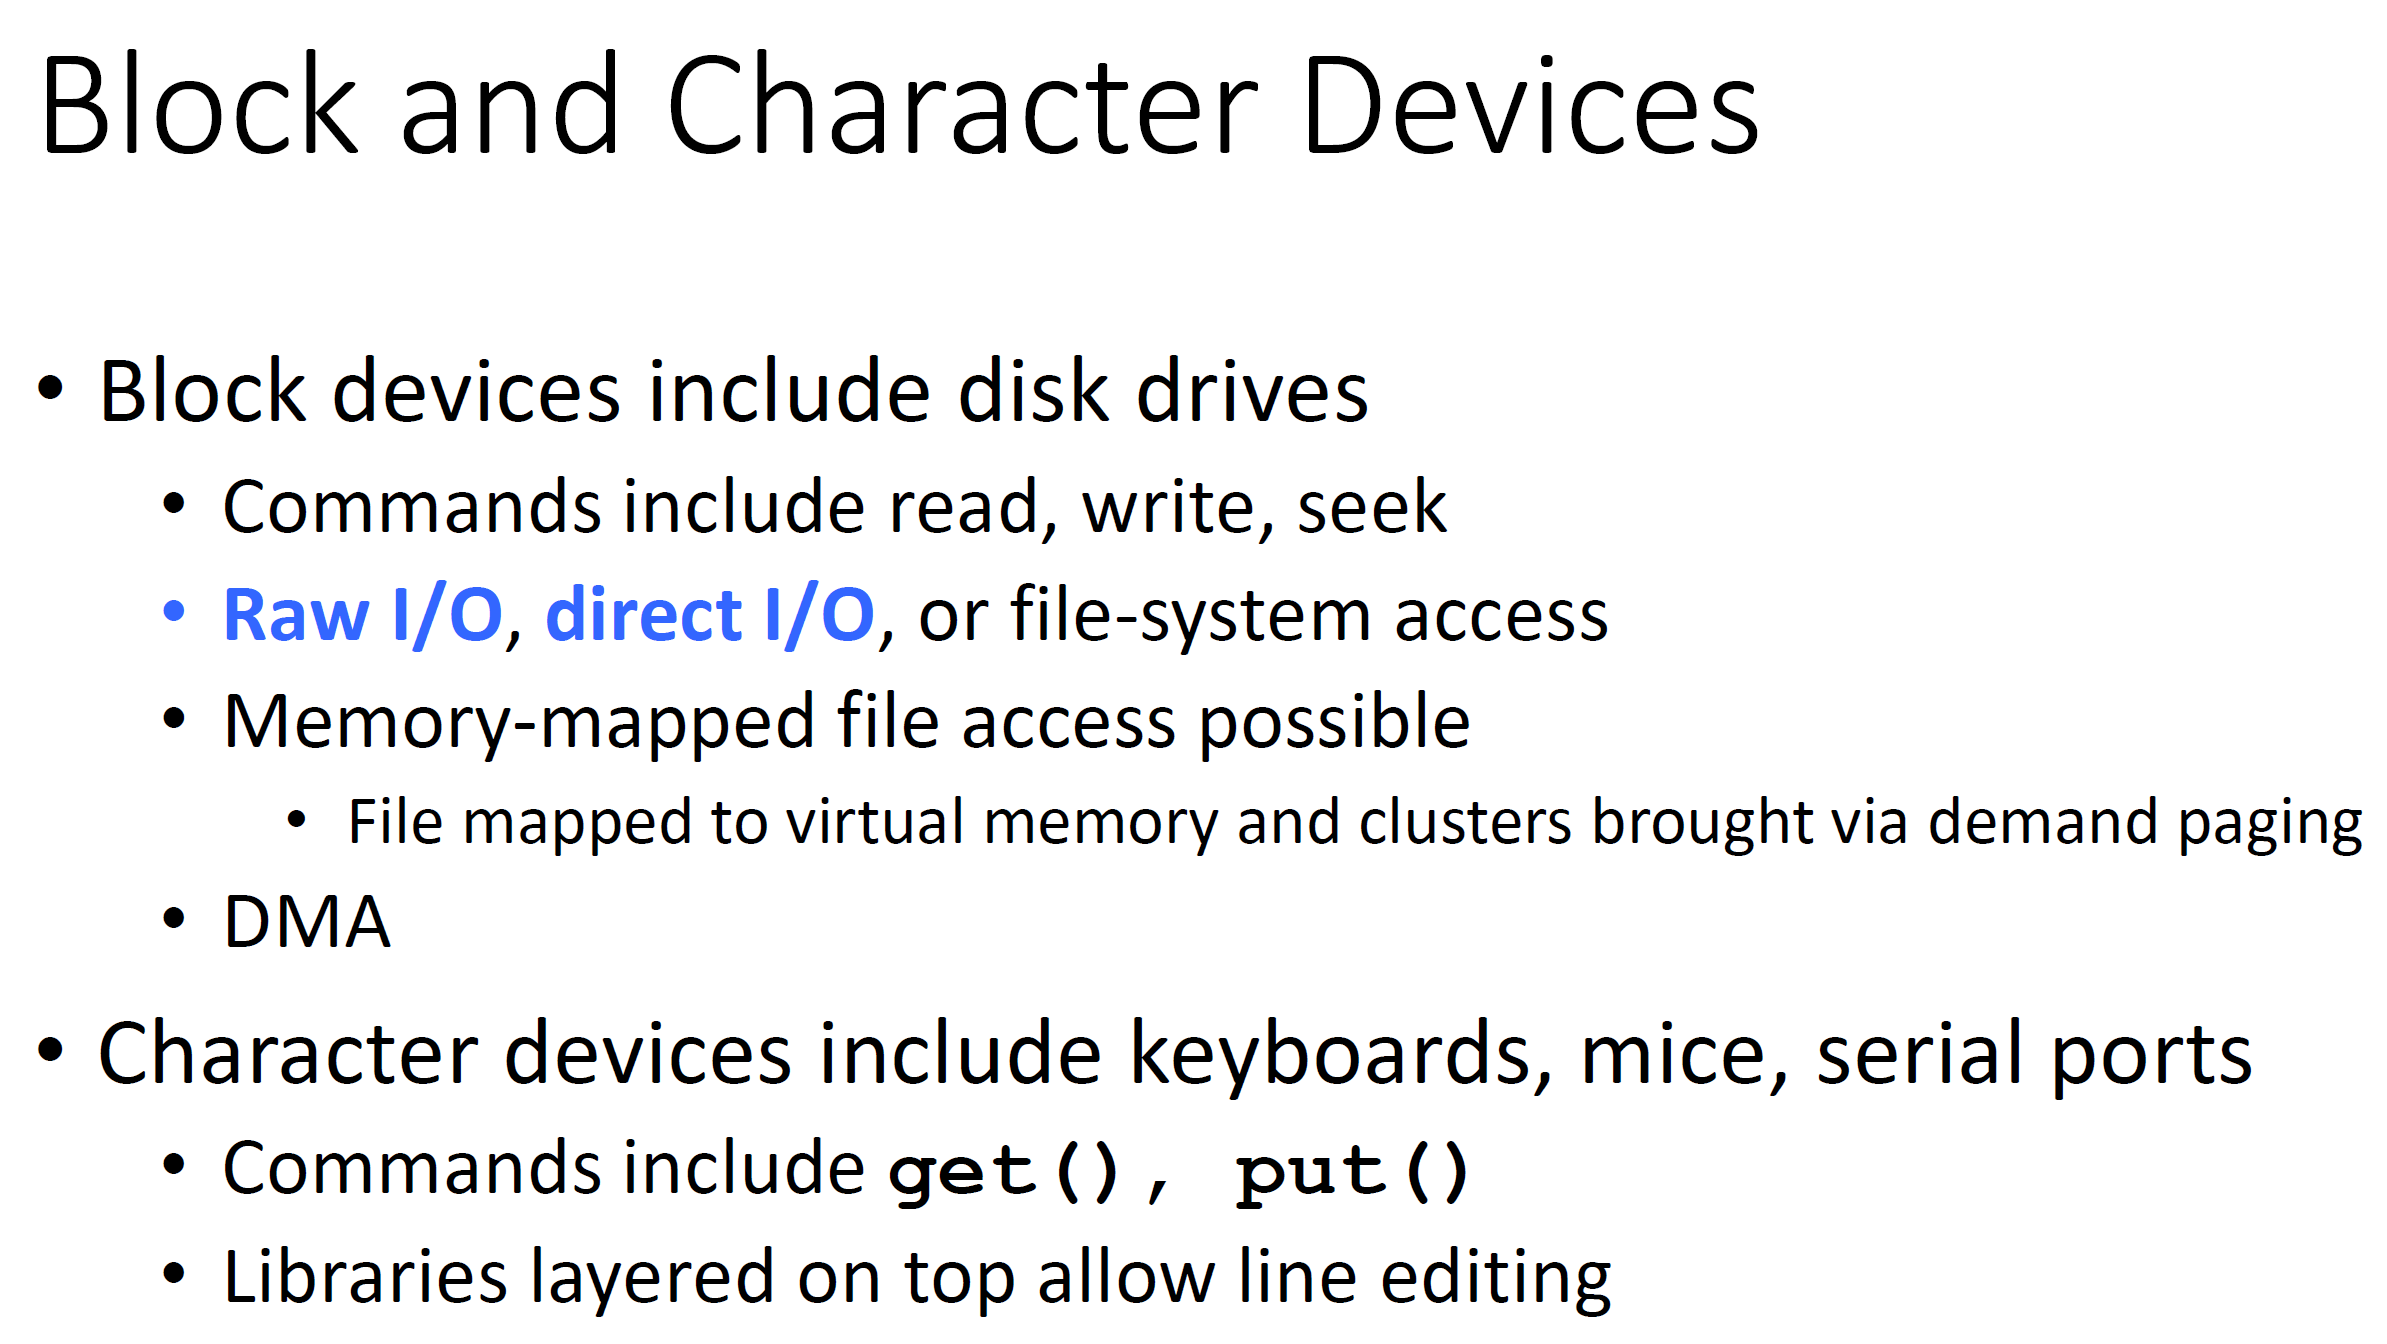 Block and Character Devices
• Block devices include disk drives
• Commands include read, write, seek
• Raw I/O, direct I/O, or file-system access
• Memory-mapped file access possible
• File mapped to virtual memory and clusters brought via demand paging
• DMA
• Character devices include keyboards, mice, serial ports
• Commands include get(), put()
• Libraries layered on top allow line editing